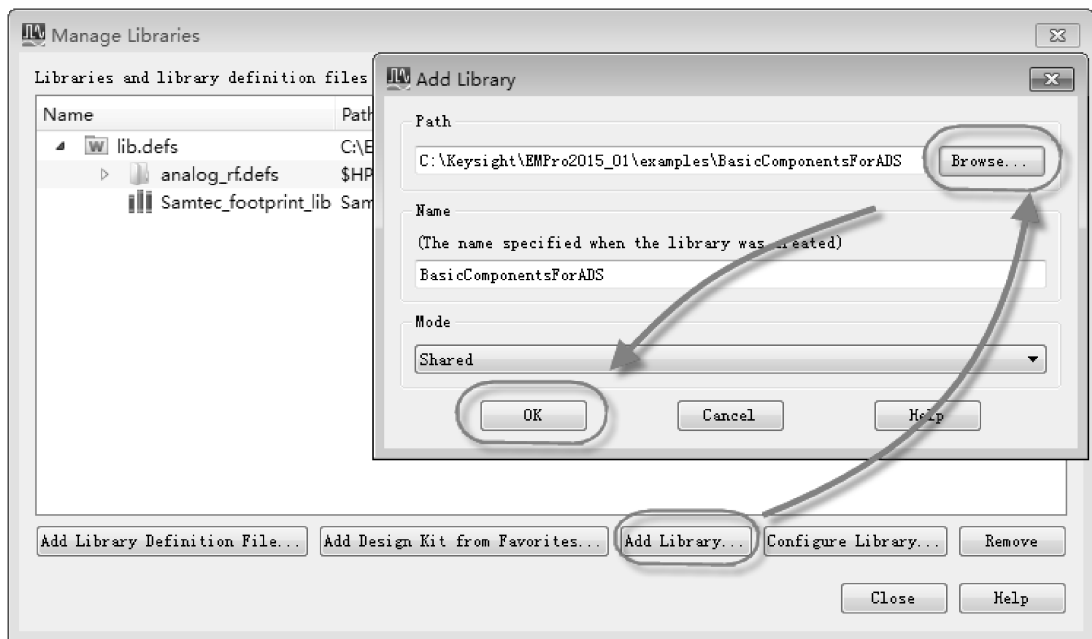 Manage Libraries
Libraries and library definition files
Name
Path
lib.defs
C:\E
analog_rf.defs
$HP
Samtec_footprint_lib
Sam
Add Library
Path
C:\Keysight\EMPro2015_01\examples\BasicComponentsForADS
Browse...
Name
(The name specified when the library was created)
BasicComponentsForADS
Mode
Shared
OK
Cancel
Help
Add Library Definition File...
Add Design Kit from Favorites...
Add Library...
Configure Library...
Remove
Close
Help